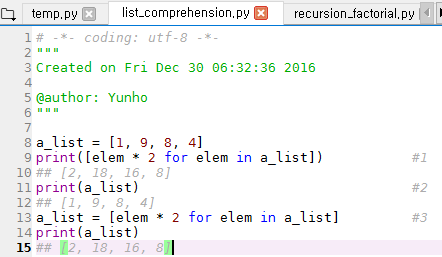 temp.py
list_comprehension.py
recursion_factorial.py
1 # -*- coding: utf-8 -*-
2 """
3 Created on Fri Dec 30 06:32:36 2016
4
5 @author: Yunho
6 """
7
8 a_list = [1, 9, 8, 4]
9 print([elem * 2 for elem in a_list]) #1
10 ## [2, 18, 16, 8]
11 print(a_list) #2
12 ## [1, 9, 8, 4]
13 a_list = [elem * 2 for elem in a_list] #3
14 print(a_list)
15 ## [2, 18, 16, 8]